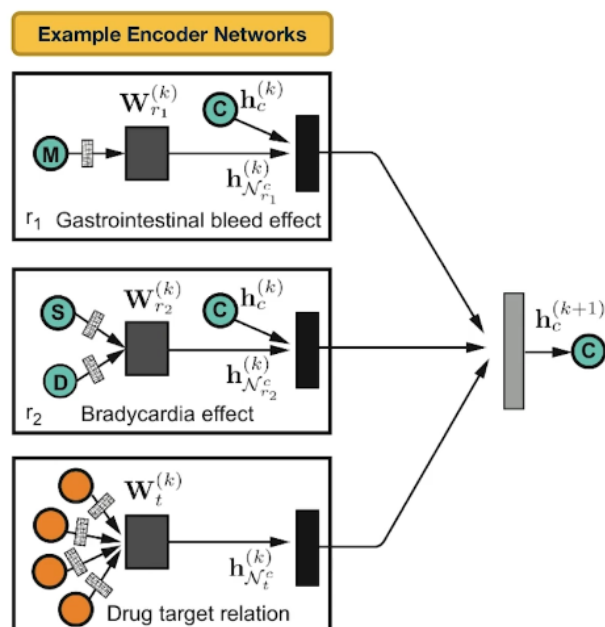 Example Encoder Networks
W_{r_1}^{(k)}
C h_c^{(k)}
M
h_{\mathcal{N}_{r_1}^c}^{(k)}
r_1 Gastrointestinal bleed effect
W_{r_2}^{(k)}
C h_c^{(k)}
S
D
h_{\mathcal{N}_{r_2}^c}^{(k)}
r_2 Bradycardia effect
h_c^{(k+1)}
C
W_t^{(k)}
h_{\mathcal{N}_t^c}^{(k)}
Drug target relation